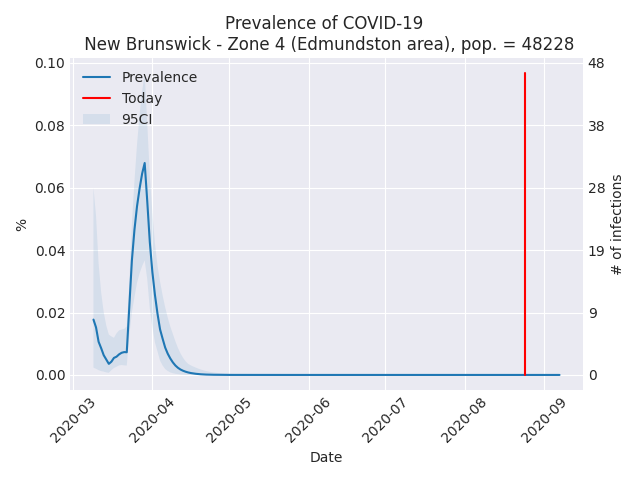 Prevalence of COVID-19
New Brunswick - Zone 4 (Edmundston area), pop. = 48228
Prevalence
Today
95CI
0.10
0.08
0.06
0.04
0.02
0.00
%
48
38
28
19
9
0
# of infections
2020-03
2020-04
2020-05
2020-06
2020-07
2020-08
2020-09
Date